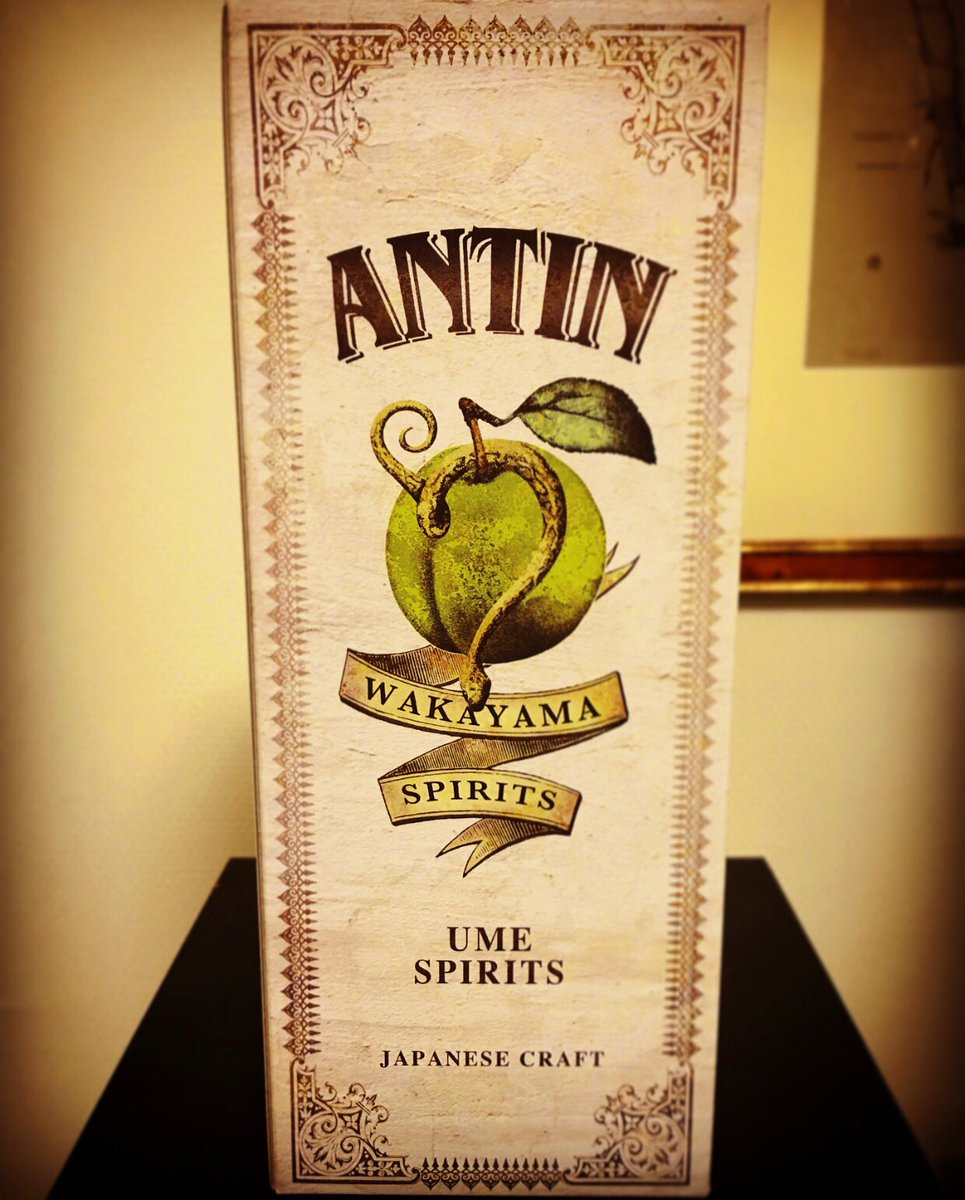 ANTIN
WAKAYAMA
SPIRITS
UME
SPIRITS
JAPANESE CRAFT